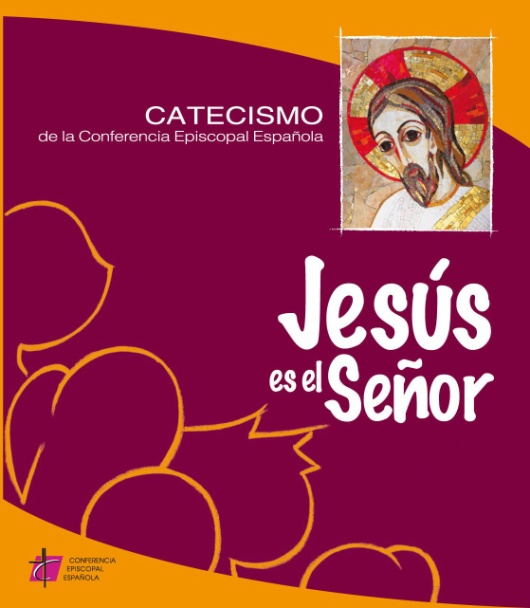 CATECISMO
de la Conferencia Episcopal Española
Jesús
es el Señor
CONFERENCIA
EPISCOPAL
ESPAÑOLA